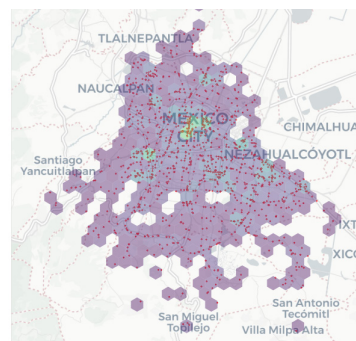 TLALNEPANTLA
NAUCALPAN
MEXICO
CITY
CHIMALHUA
NEZAHUALCÓYOTL
Santiago
Yancuitlalpan
IXT
XICO
San Antonio
Tecómitl
San Miguel
Topilejo
Villa Milpa Alta